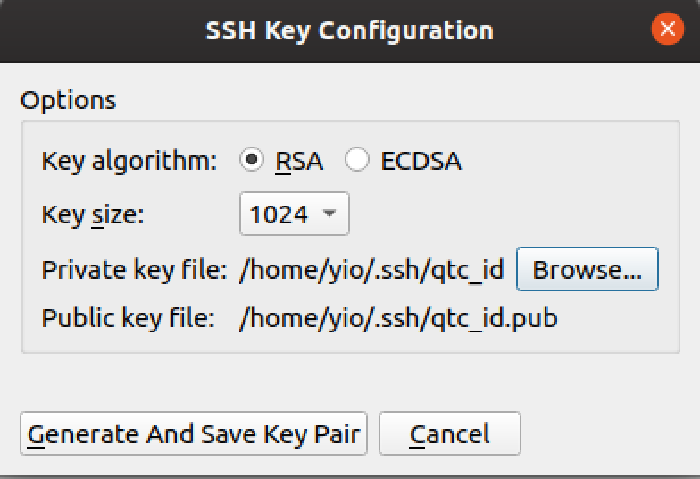 SSH Key Configuration
Options
Key algorithm: RSA ECDSA
Key size: 1024
Private key file: /home/yio/.ssh/qtc_id Browse...
Public key file: /home/yio/.ssh/qtc_id.pub
Generate And Save Key Pair Cancel